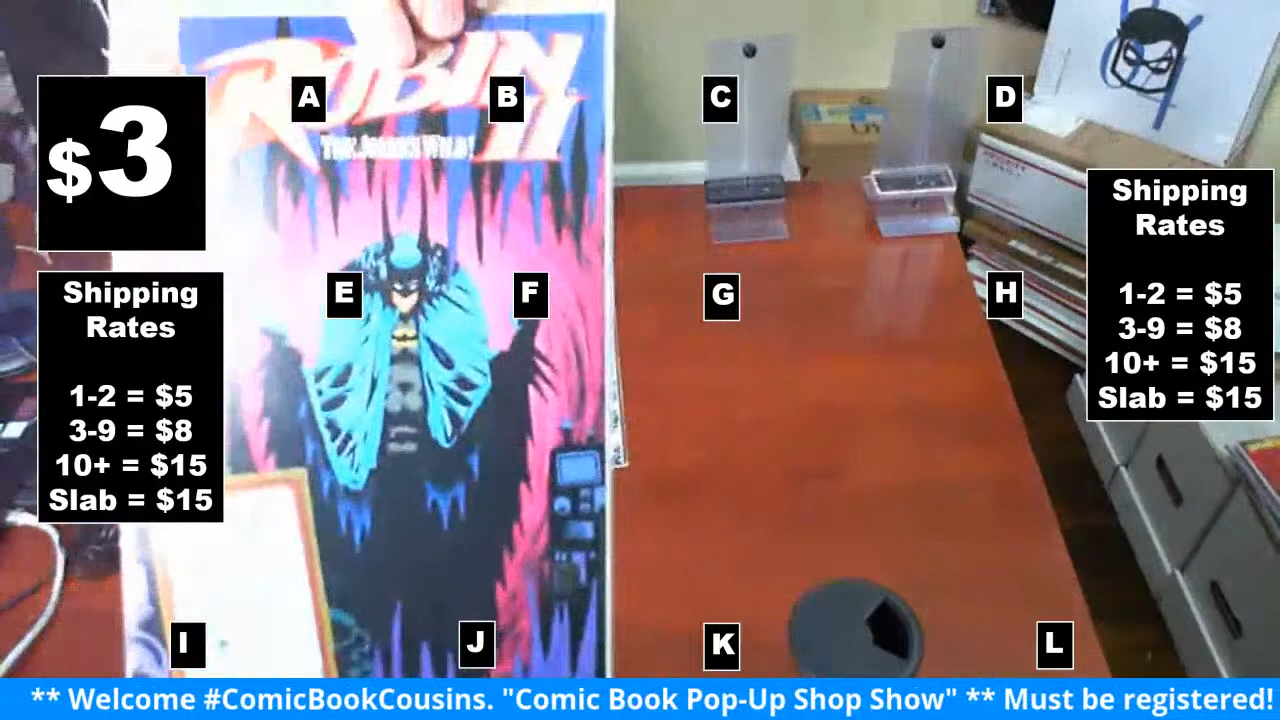 ROBIN
II
THE JOKER'S WILD!
A
B
C
D
$3
Shipping
Rates
1-2 = $5
3-9 = $8
10+ = $15
Slab = $15
E
F
G
H
Shipping
Rates
1-2 = $5
3-9 = $8
10+ = $15
Slab = $15
I
J
K
L
** Welcome #ComicBookCousins. "Comic Book Pop-Up Shop Show" ** Must be registered!